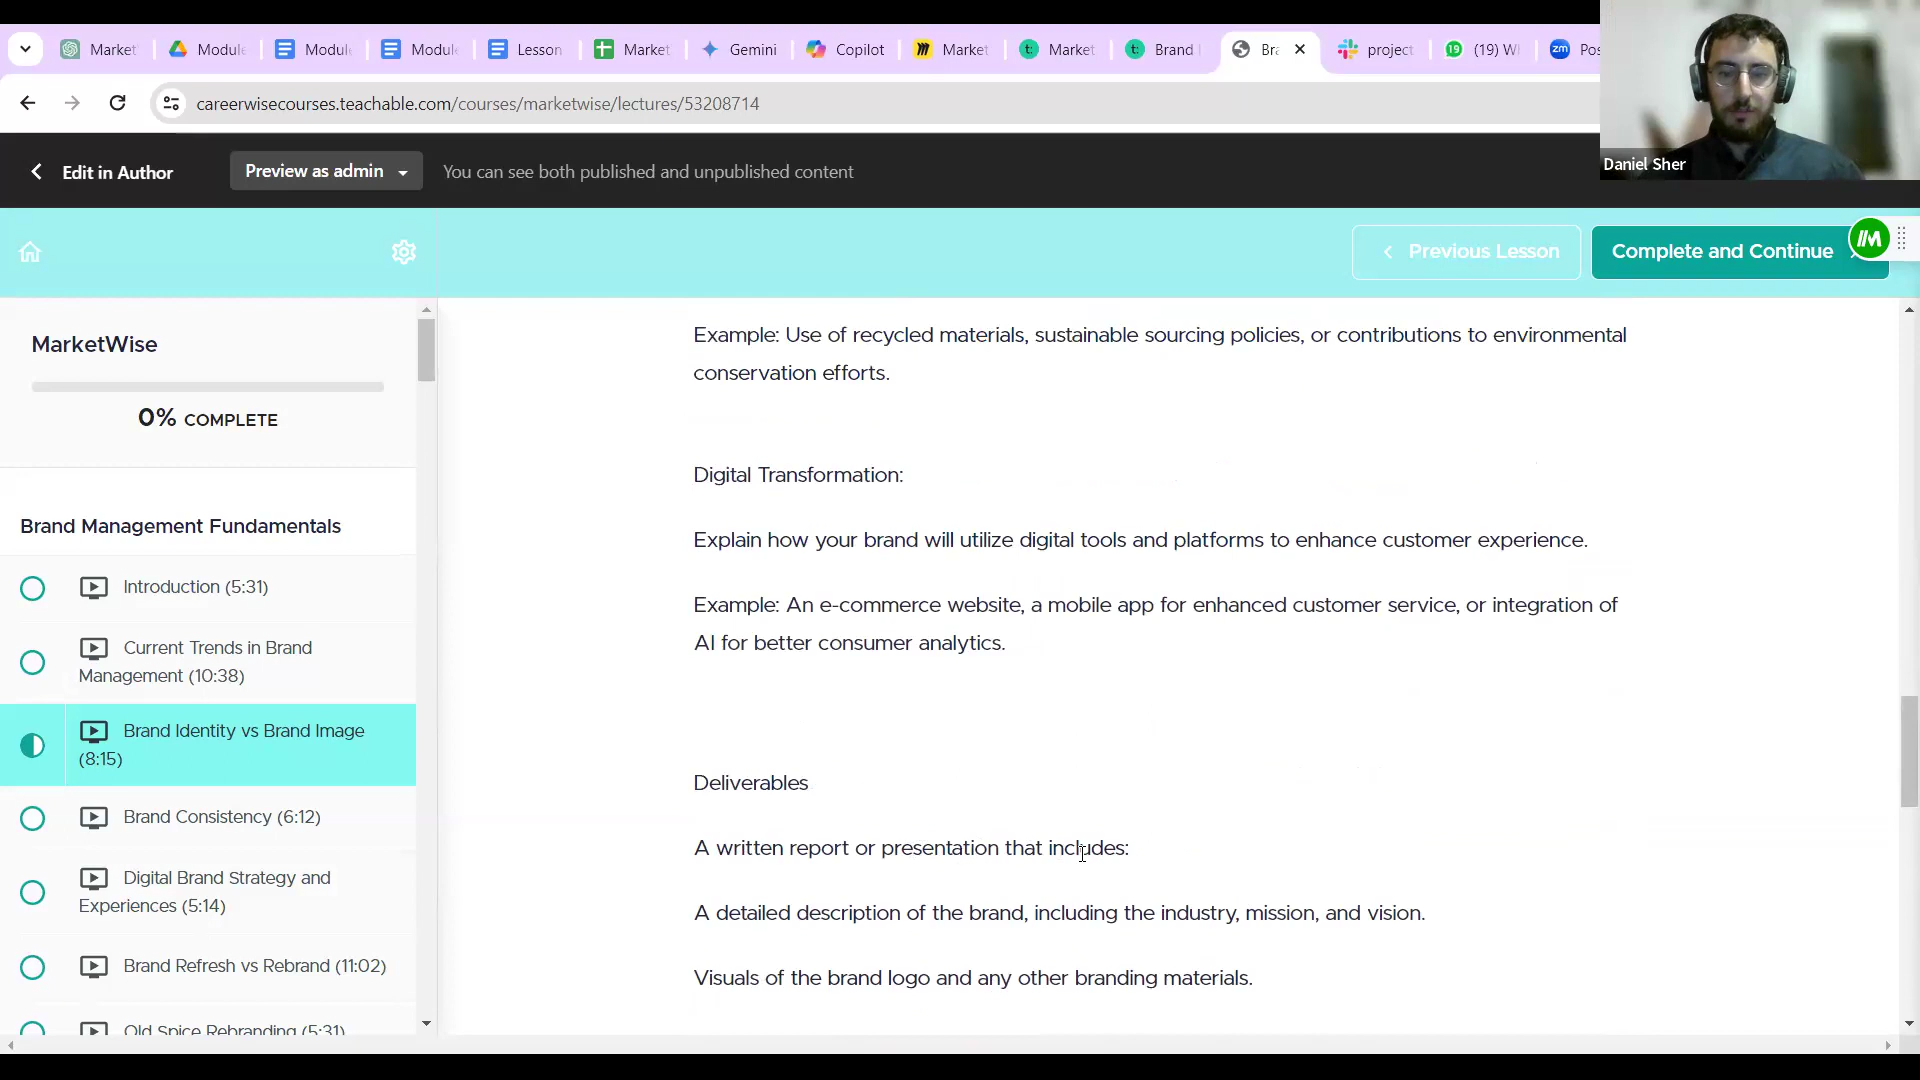 Market
Module
Module
Module
Lesson
Market
Gemini
Copilot
Market
Market
Brand
Bra
project
(19) W
Pos
careerwisecourses.teachable.com/courses/marketwise/lectures/53208714
Daniel Sher
Edit in Author
Preview as admin
You can see both published and unpublished content
Previous Lesson
Complete and Continue
MarketWise
0% COMPLETE
Brand Management Fundamentals
Introduction (5:31)
Current Trends in Brand
Management (10:38)
Brand Identity vs Brand Image
(8:15)
Brand Consistency (6:12)
Digital Brand Strategy and
Experiences (5:14)
Brand Refresh vs Rebrand (11:02)
Old Spice Rebranding (5:31)
Example: Use of recycled materials, sustainable sourcing policies, or contributions to environmental
conservation efforts.
Digital Transformation:
Explain how your brand will utilize digital tools and platforms to enhance customer experience.
Example: An e-commerce website, a mobile app for enhanced customer service, or integration of
AI for better consumer analytics.
Deliverables
A written report or presentation that includes:
A detailed description of the brand, including the industry, mission, and vision.
Visuals of the brand logo and any other branding materials.